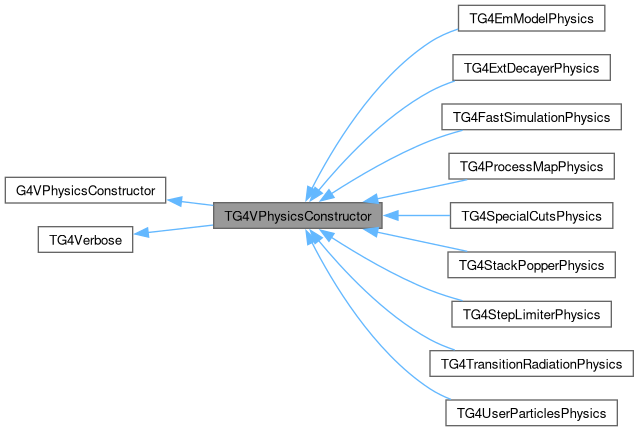 G4VPhysicsConstructor
TG4Verbose
TG4VPhysicsConstructor
TG4EmModelPhysics
TG4ExtDecayerPhysics
TG4FastSimulationPhysics
TG4ProcessMapPhysics
TG4SpecialCutsPhysics
TG4StackPopperPhysics
TG4StepLimiterPhysics
TG4TransitionRadiationPhysics
TG4UserParticlesPhysics